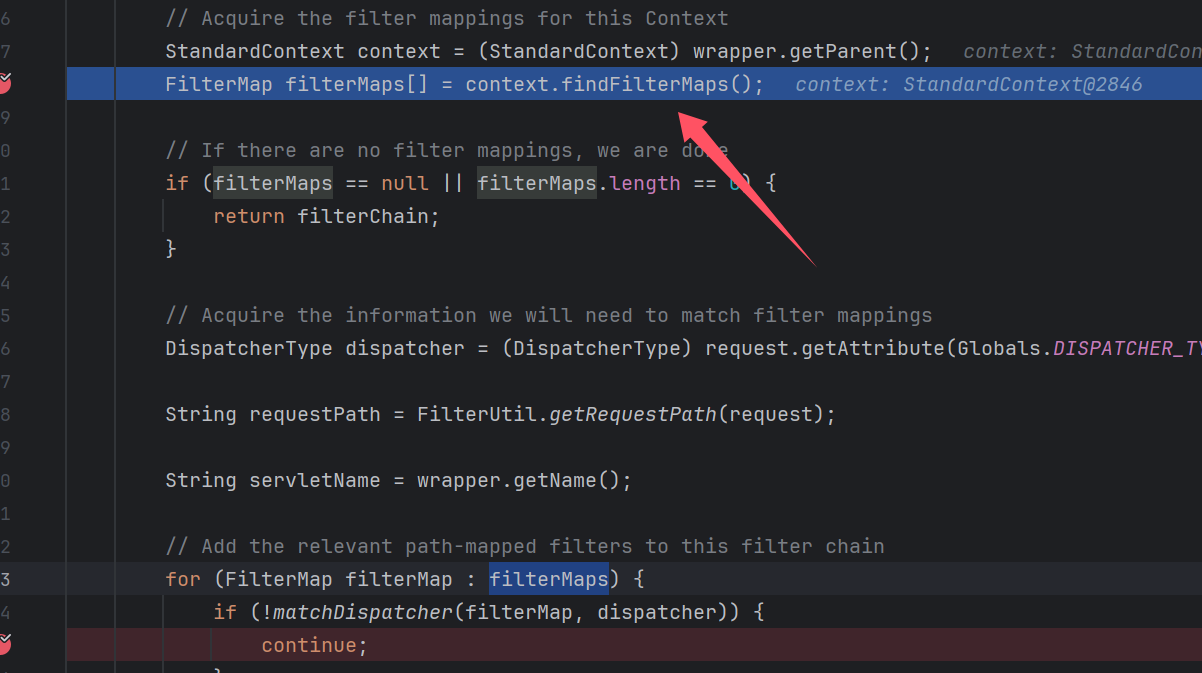 6 // Acquire the filter mappings for this Context
7 StandardContext context = (StandardContext) wrapper.getParent(); context: StandardCon
FilterMap filterMaps[] = context.findFilterMaps(); context: StandardContext@2846
9
0 // If there are no filter mappings, we are done
1 if (filterMaps == null || filterMaps.length == 0) {
2 return filterChain;
3 }
4
5 // Acquire the information we will need to match filter mappings
6 DispatcherType dispatcher = (DispatcherType) request.getAttribute(Globals.DISPATCHER_TY
7
8 String requestPath = FilterUtil.getRequestPath(request);
9
0 String servletName = wrapper.getName();
1
2 // Add the relevant path-mapped filters to this filter chain
3 for (FilterMap filterMap : filterMaps) {
4 if (!matchDispatcher(filterMap, dispatcher)) {
continue;
}